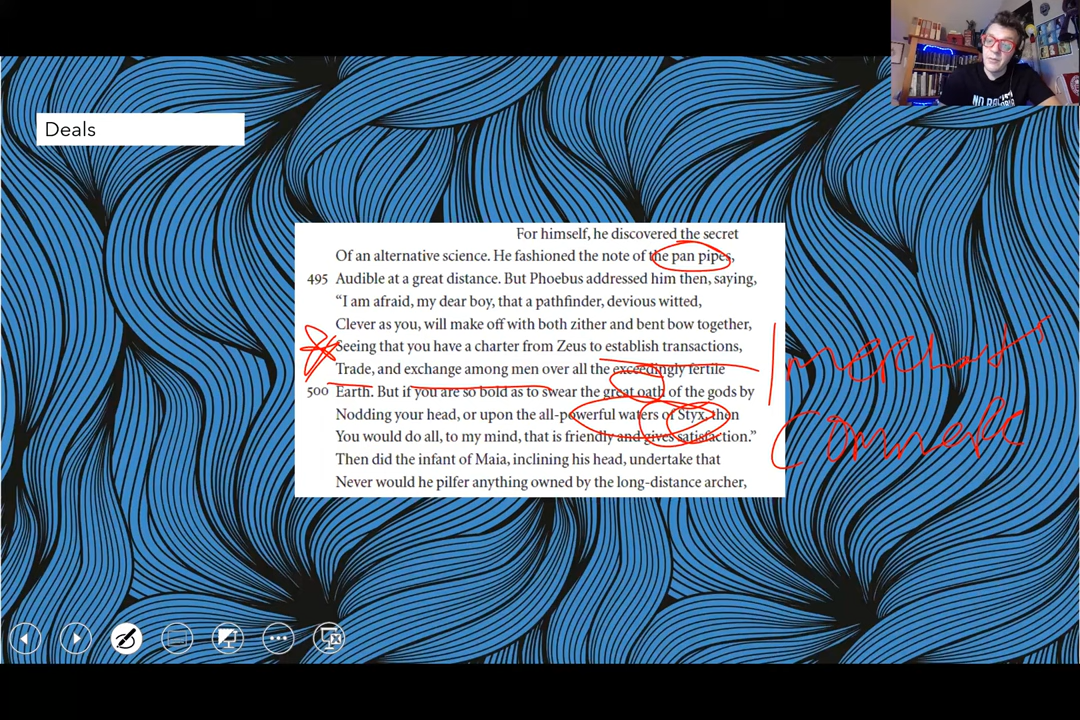 Deals
For himself, he discovered the secret
Of an alternative science. He fashioned the note of the pan pipes,
495 Audible at a great distance. But Phoebus addressed him then, saying,
“I am afraid, my dear boy, that a pathfinder, devious witted,
Clever as you, will make off with both zither and bent bow together,
Seeing that you have a charter from Zeus to establish transactions,
Trade, and exchange among men over all the exceedingly fertile
500 Earth. But if you are so bold as to swear the great oath of the gods by
Nodding your head, or upon the all-powerful waters of Styx, then
You would do all, to my mind, that is friendly and gives satisfaction.”
Then did the infant of Maia, inclining his head, undertake that
Never would he pilfer anything owned by the long-distance archer,